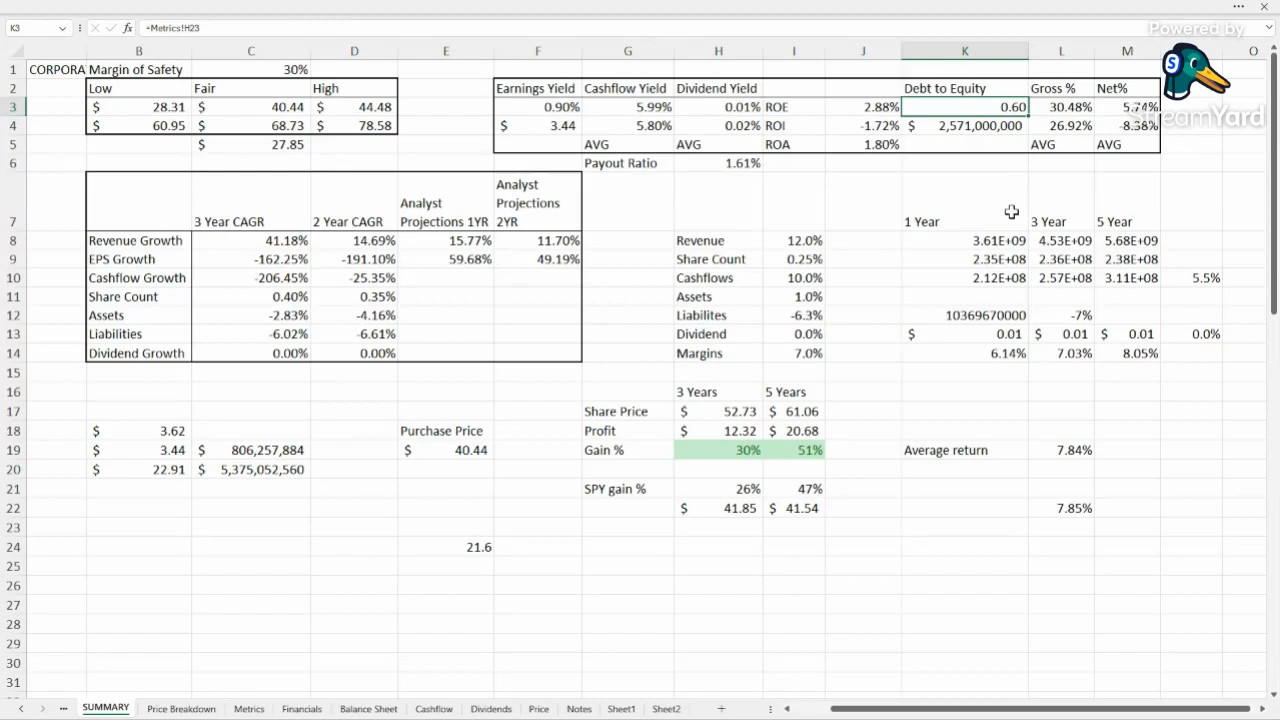 Powered by
StreamYard
K3 fx =Metrics!H23
B C D E F G H I J K L M O
1 CORPORA Margin of Safety 30%
2 Low Fair High Earnings Yield Cashflow Yield Dividend Yield Debt to Equity Gross % Net%
3 $ 28.31 $ 40.44 $ 44.48 0.90% 5.99% 0.01% ROE 2.88% 0.60 30.48% 5.74%
4 $ 60.95 $ 68.73 $ 78.58 $ 3.44 5.80% 0.02% ROI -1.72% $ 2,571,000,000 26.92% -8.38%
5 $ 27.85 AVG AVG ROA 1.80% AVG AVG
6 Payout Ratio 1.61%
7 3 Year CAGR 2 Year CAGR Analyst Projections 1YR Analyst Projections 2YR 1 Year 3 Year 5 Year
8 Revenue Growth 41.18% 14.69% 15.77% 11.70% Revenue 12.0% 3.61E+09 4.53E+09 5.68E+09
9 EPS Growth -162.25% -191.10% 59.68% 49.19% Share Count 0.25% 2.35E+08 2.36E+08 2.38E+08
10 Cashflow Growth -206.45% -25.35% Cashflows 10.0% 2.12E+08 2.57E+08 3.11E+08 5.5%
11 Share Count 0.40% 0.35% Assets 1.0%
12 Assets -2.83% -4.16% Liabilites -6.3% 10369670000 -7%
13 Liabilities -6.02% -6.61% Dividend 0.0% $ 0.01 $ 0.01 $ 0.01 0.0%
14 Dividend Growth 0.00% 0.00% Margins 7.0% 6.14% 7.03% 8.05%
15
16 3 Years 5 Years
17 Share Price $ 52.73 $ 61.06
18 $ 3.62 Purchase Price Profit $ 12.32 $ 20.68
19 $ 3.44 $ 806,257,884 $ 40.44 Gain % 30% 51% Average return 7.84%
20 $ 22.91 $ 5,375,052,560
21 SPY gain % 26% 47%
22 $ 41.85 $ 41.54 7.85%
23
24 21.6
25
26
27
28
29
30
31
SUMMARY Price Breakdown Metrics Financials Balance Sheet Cashflow Dividends Price Notes Sheet1 Sheet2